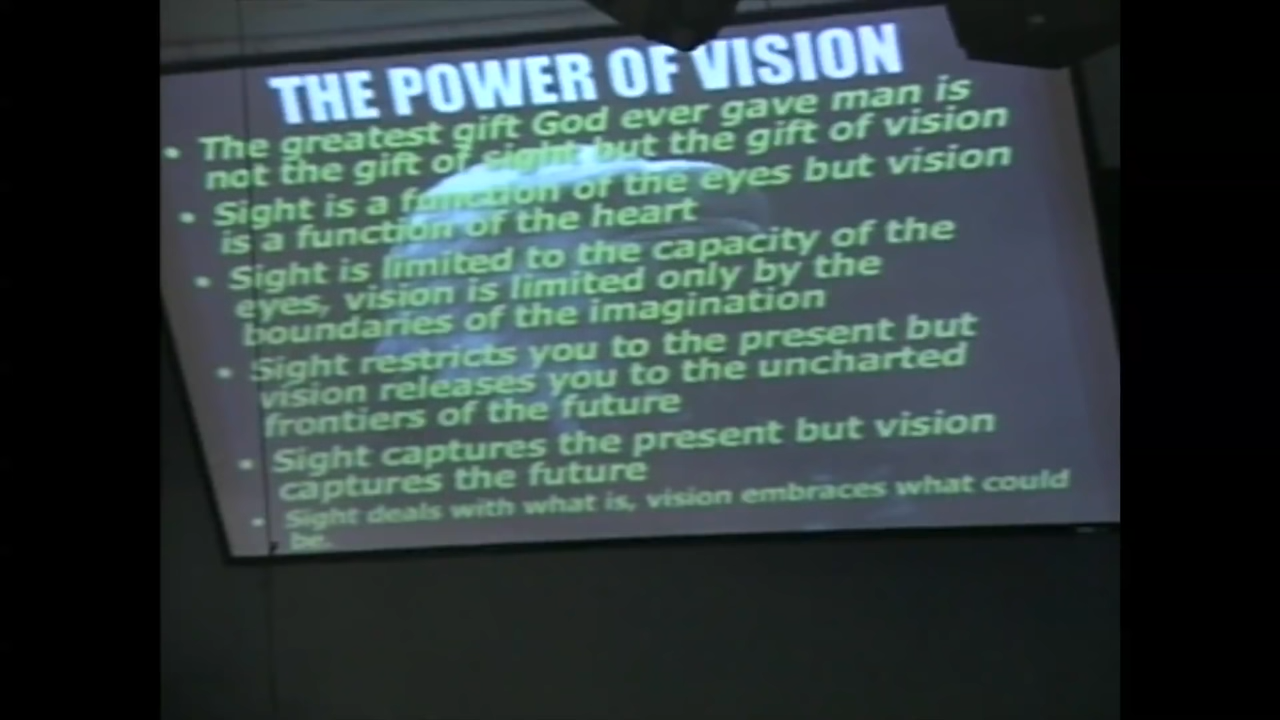 THE POWER OF VISION
• The greatest gift God ever gave man is
not the gift of sight but the gift of vision
• Sight is a function of the eyes but vision
is a function of the heart
• Sight is limited to the capacity of the
eyes, vision is limited only by the
boundaries of the imagination
• Sight restricts you to the present but
vision releases you to the uncharted
frontiers of the future
• Sight captures the present but vision
captures the future
• Sight deals with what is, vision embraces what could
be.